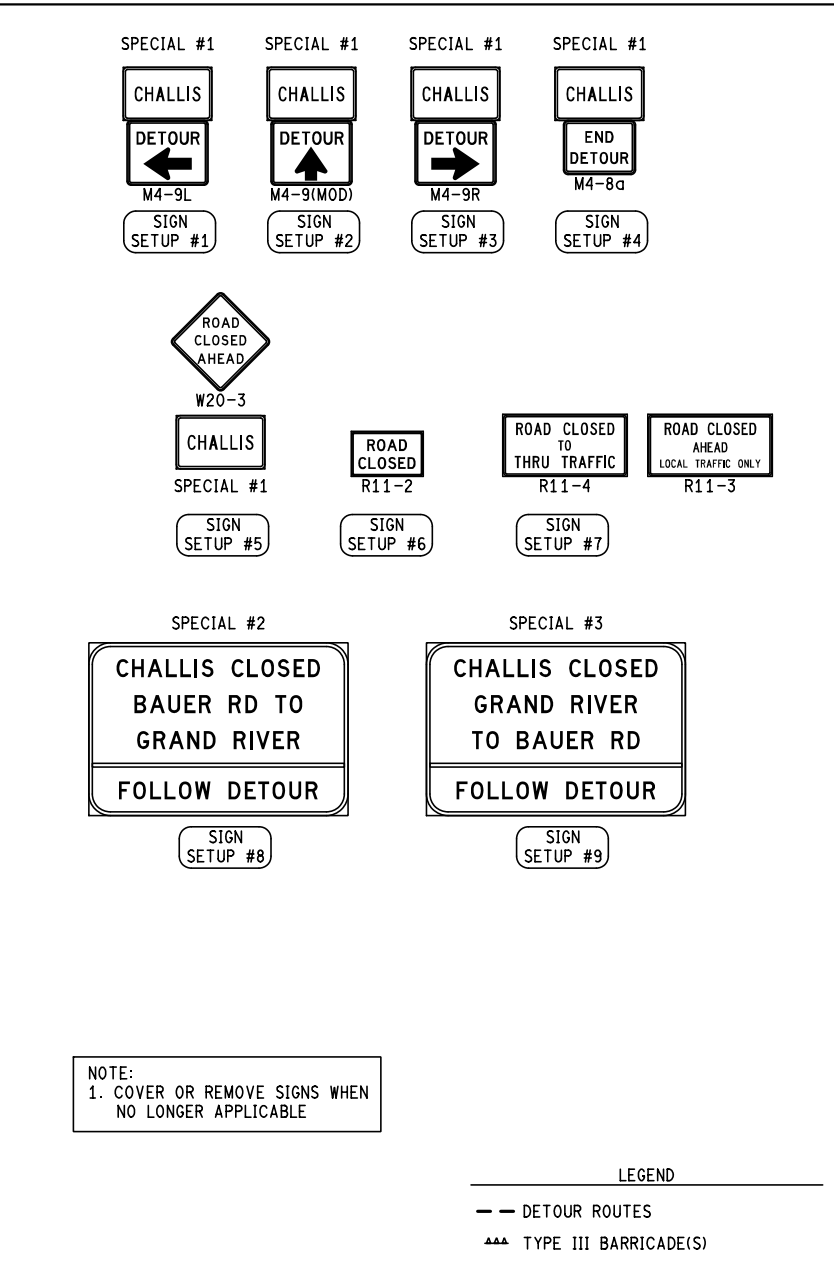 SPECIAL #1 SPECIAL #1 SPECIAL #1 SPECIAL #1
CHALLIS CHALLIS CHALLIS CHALLIS
DETOUR DETOUR DETOUR END
DETOUR
M4-9L M4-9(MOD) M4-9R M4-8a
SIGN SIGN SIGN SIGN
SETUP #1 SETUP #2 SETUP #3 SETUP #4
ROAD
CLOSED
AHEAD
W20-3
CHALLIS
SPECIAL #1
SIGN
SETUP #5
ROAD
CLOSED
R11-2
SIGN
SETUP #6
ROAD CLOSED
TO
THRU TRAFFIC
R11-4
SIGN
SETUP #7
ROAD CLOSED
AHEAD
LOCAL TRAFFIC ONLY
R11-3
SPECIAL #2
CHALLIS CLOSED
BAUER RD TO
GRAND RIVER
FOLLOW DETOUR
SIGN
SETUP #8
SPECIAL #3
CHALLIS CLOSED
GRAND RIVER
TO BAUER RD
FOLLOW DETOUR
SIGN
SETUP #9
NOTE:
1. COVER OR REMOVE SIGNS WHEN
NO LONGER APPLICABLE
LEGEND
DETOUR ROUTES
TYPE III BARRICADE(S)